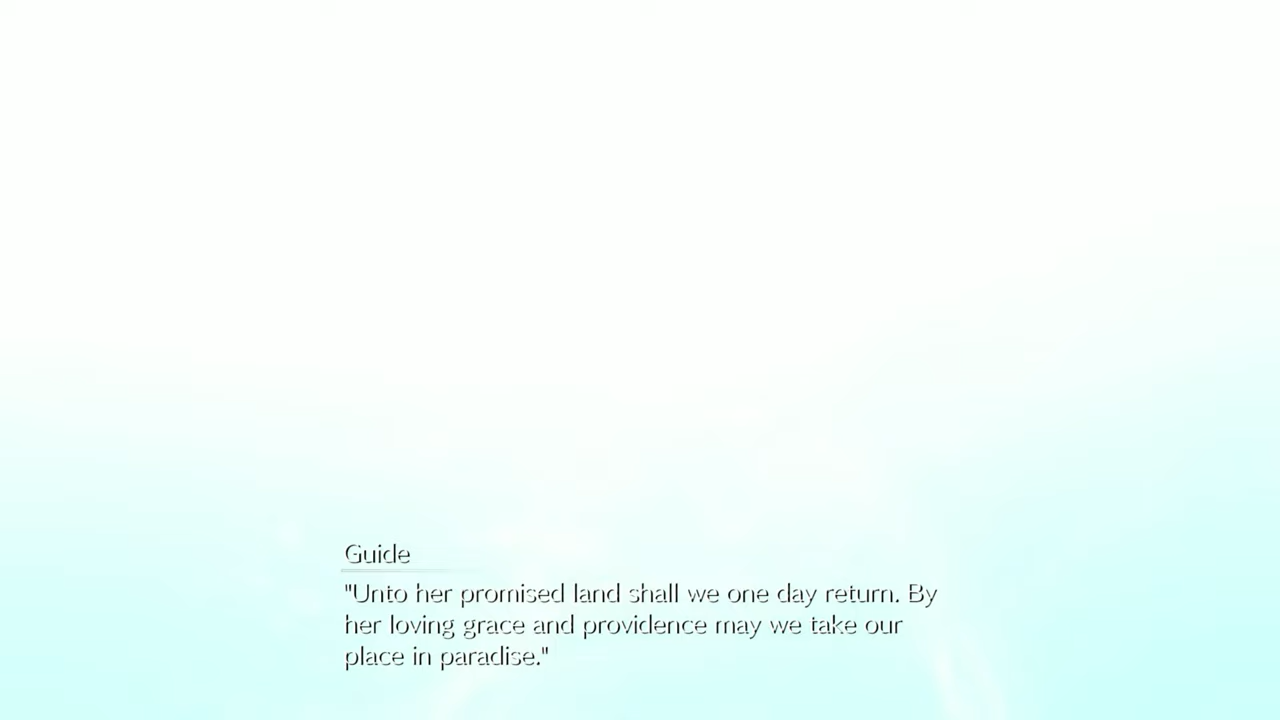 Guide
"Unto her promised land shall we one day return. By
her loving grace and providence may we take our
place in paradise."